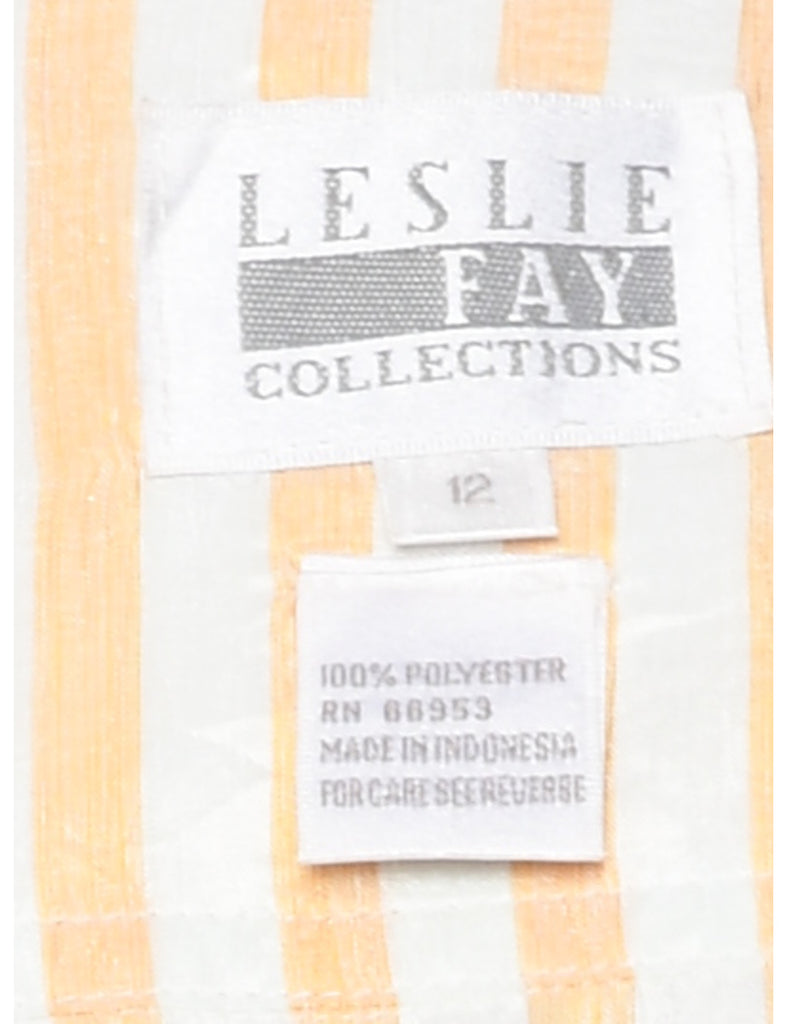 LESLIE
FAY
COLLECTIONS
12
100% POLYESTER
RN 66953
MADE IN INDONESIA
FOR CARE SEE REVERSE